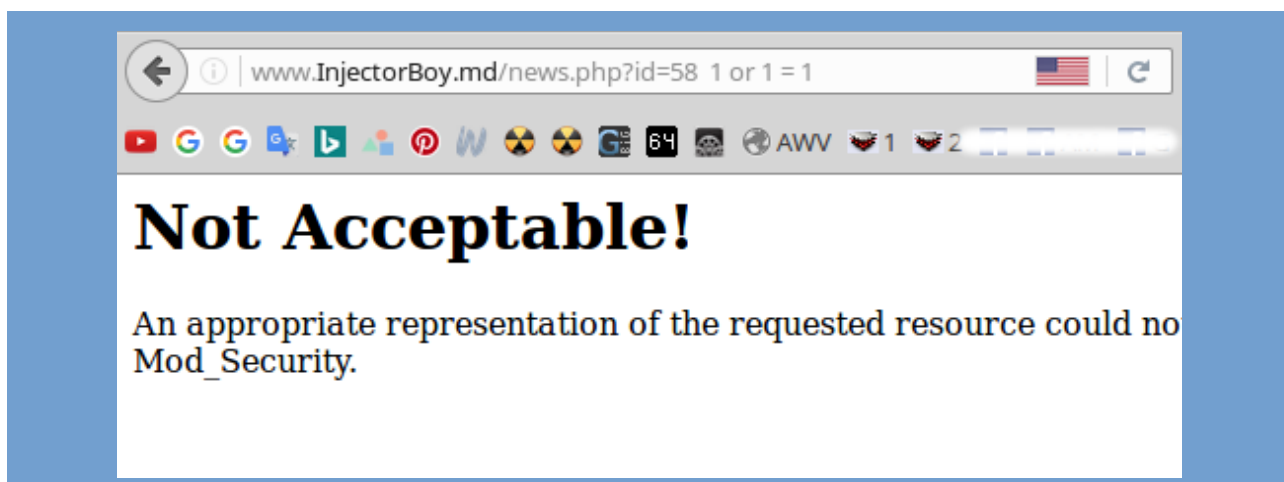 www.InjectorBoy.md/news.php?id=58 1 or 1 = 1
64 AWV 1 2
Not Acceptable!
An appropriate representation of the requested resource could no
Mod_Security.